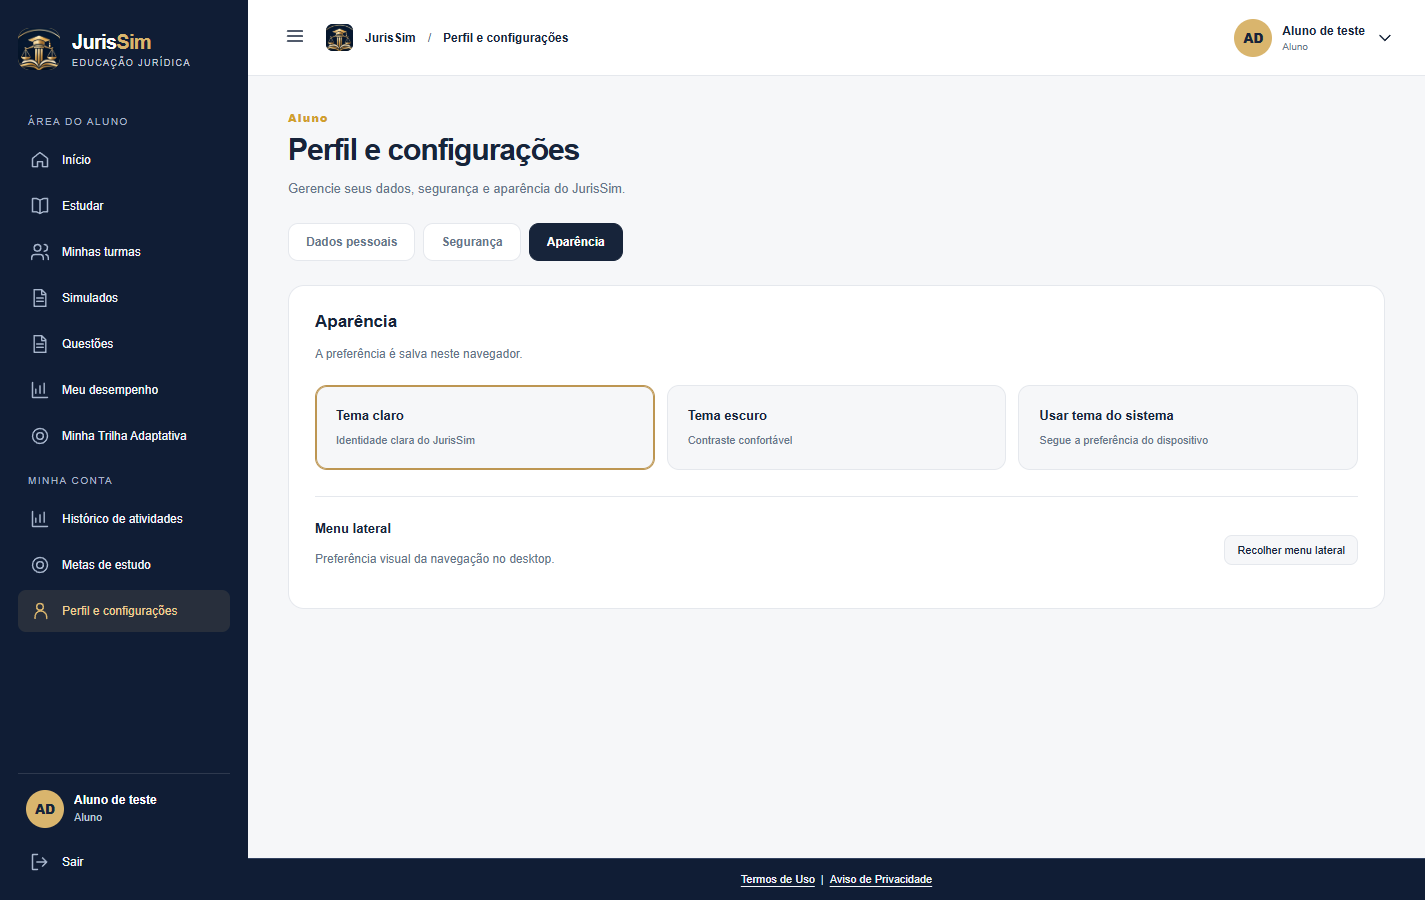 JurisSim
EDUCAÇÃO JURÍDICA
ÁREA DO ALUNO
Início
Estudar
Minhas turmas
Simulados
Questões
Meu desempenho
Minha Trilha Adaptativa
MINHA CONTA
Histórico de atividades
Metas de estudo
Perfil e configurações
AD
Aluno de teste
Aluno
Sair
JurisSim / Perfil e configurações
AD
Aluno de teste
Aluno
Aluno
Perfil e configurações
Gerencie seus dados, segurança e aparência do JurisSim.
Dados pessoais
Segurança
Aparência
Aparência
A preferência é salva neste navegador.
Tema claro
Identidade clara do JurisSim
Tema escuro
Contraste confortável
Usar tema do sistema
Segue a preferência do dispositivo
Menu lateral
Preferência visual da navegação no desktop.
Recolher menu lateral
Termos de Uso | Aviso de Privacidade